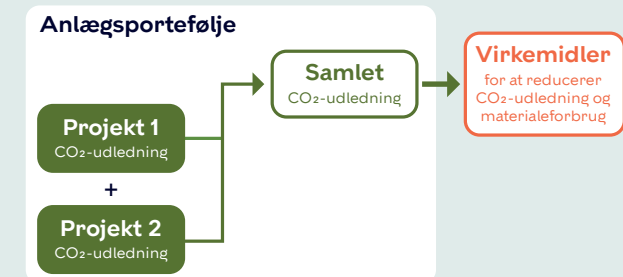 Anlægsportefølje
Projekt 1
CO₂-udledning
+
Projekt 2
CO₂-udledning
Samlet
CO₂-udledning
Virkemidler
for at reducerer
CO₂-udledning og
materialeforbrug